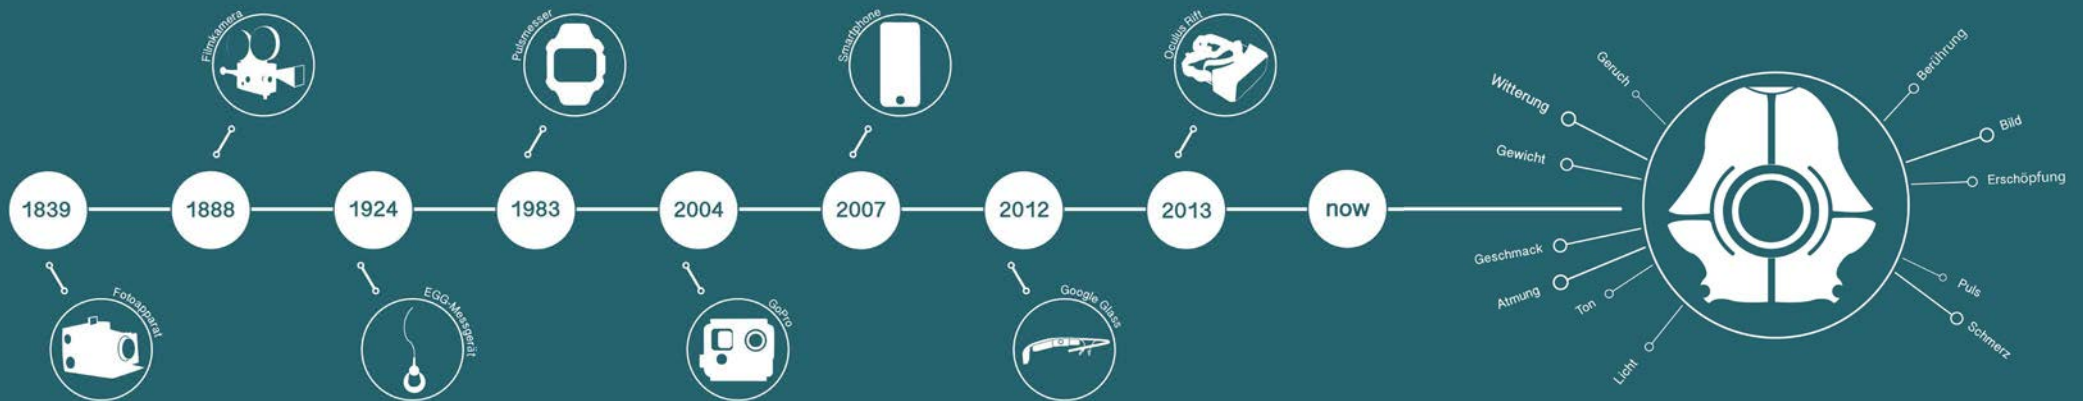 Filmkamera
Pulsmesser
Smartphone
Oculus Rift
1839
1888
1924
1983
2004
2007
2012
2013
now
Fotoapparat
EGG-Messgerät
GoPro
Google Glass
Geruch
Witterung
Gewicht
Geschmack
Atmung
Ton
Licht
Berührung
Bild
Erschöpfung
Puls
Schmerz